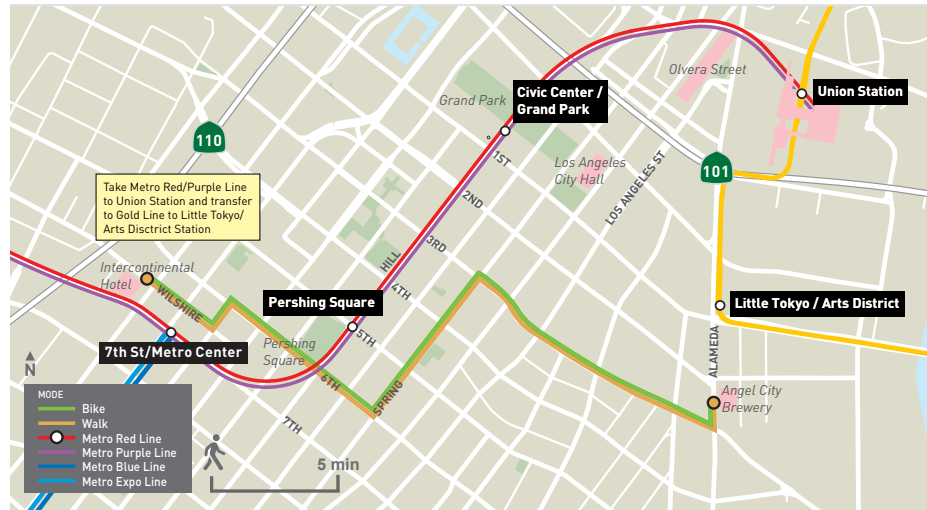 Olvera Street
Union Station
Civic Center /
Grand Park
Grand Park
110
1ST
Los Angeles
City Hall
LOS ANGELES ST
101
Take Metro Red/Purple Line
to Union Station and transfer
to Gold Line to Little Tokyo/
Arts Disctrict Station
2ND
3RD
HILL
4TH
Intercontinental
Hotel
WILSHIRE
Pershing Square
5TH
Little Tokyo / Arts District
7th St/Metro Center
Pershing
Square
ALAMEDA
N
6TH
SPRING
Angel City
Brewery
7TH
MODE
Bike
Walk
Metro Red Line
Metro Purple Line
Metro Blue Line
Metro Expo Line
5 min